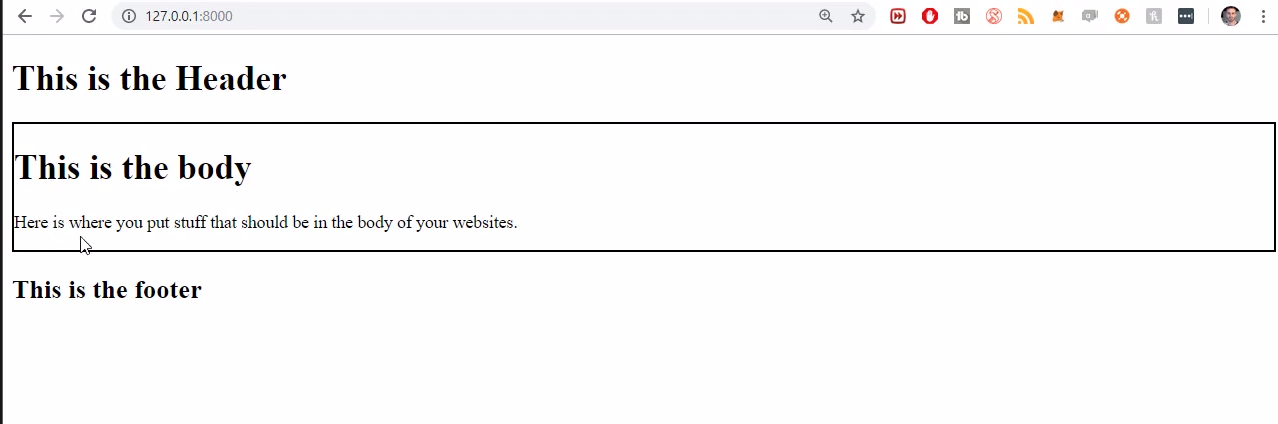 127.0.0.1:8000
This is the Header
This is the body
Here is where you put stuff that should be in the body of your websites.
This is the footer